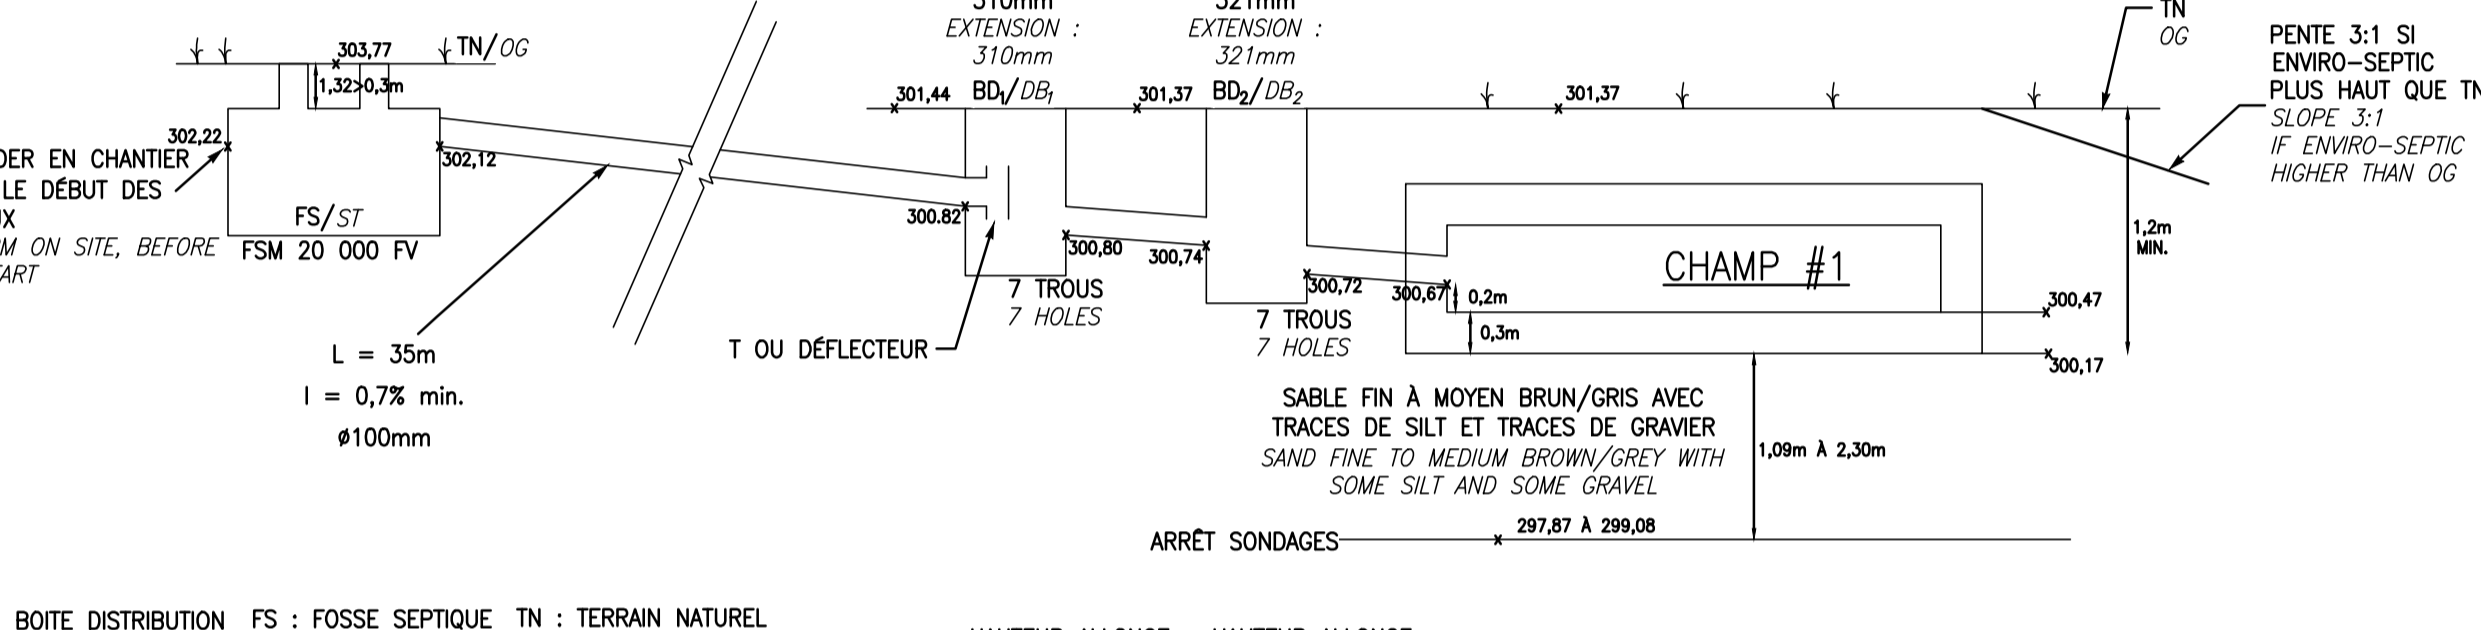 303,77
TN/OG
1,32>0,3m
302,22
302,12
EN CHANTIER
LE DÉBUT DES
ON SITE, BEFORE
FS/ST
FSM 20 000 FV
L = 35m
I = 0,7% min.
ø100mm
310mm
EXTENSION :
310mm
BD1/DB1
301,44
321mm
EXTENSION :
321mm
BD2/DB2
301,37
301,37
300.82
300,80
300,74
7 TROUS
7 HOLES
T OU DÉFLECTEUR
300,72
300,67
7 TROUS
7 HOLES
0,2m
0,3m
CHAMP #1
300,47
300,17
1,2m
MIN.
TN
OG
PENTE 3:1 SI
ENVIRO-SEPTIC
PLUS HAUT QUE TN
SLOPE 3:1
IF ENVIRO-SEPTIC
HIGHER THAN OG
SABLE FIN À MOYEN BRUN/GRIS AVEC
TRACES DE SILT ET TRACES DE GRAVIER
SAND FINE TO MEDIUM BROWN/GREY WITH
SOME SILT AND SOME GRAVEL
1,09m À 2,30m
297,87 À 299,08
ARRÊT SONDAGES
BOITE DISTRIBUTION FS : FOSSE SEPTIQUE TN : TERRAIN NATUREL